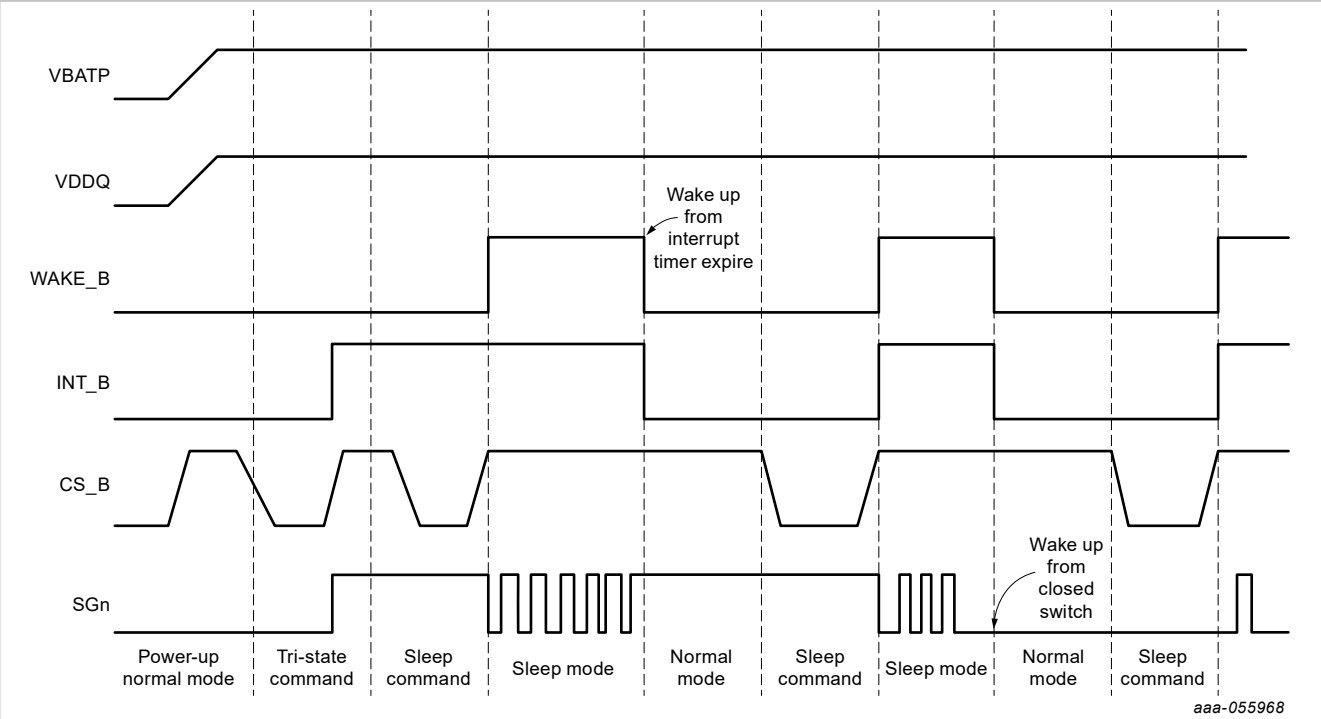 VBATP
VDDQ
Wake up
from
interrupt
timer expire
WAKE_B
INT_B
CS_B
Wake up
from
closed
switch
SGn
Power-up
normal mode
Tri-state
command
Sleep
command
Sleep mode
Normal
mode
Sleep
command
Sleep mode
Normal
mode
Sleep
command
aaa-055968